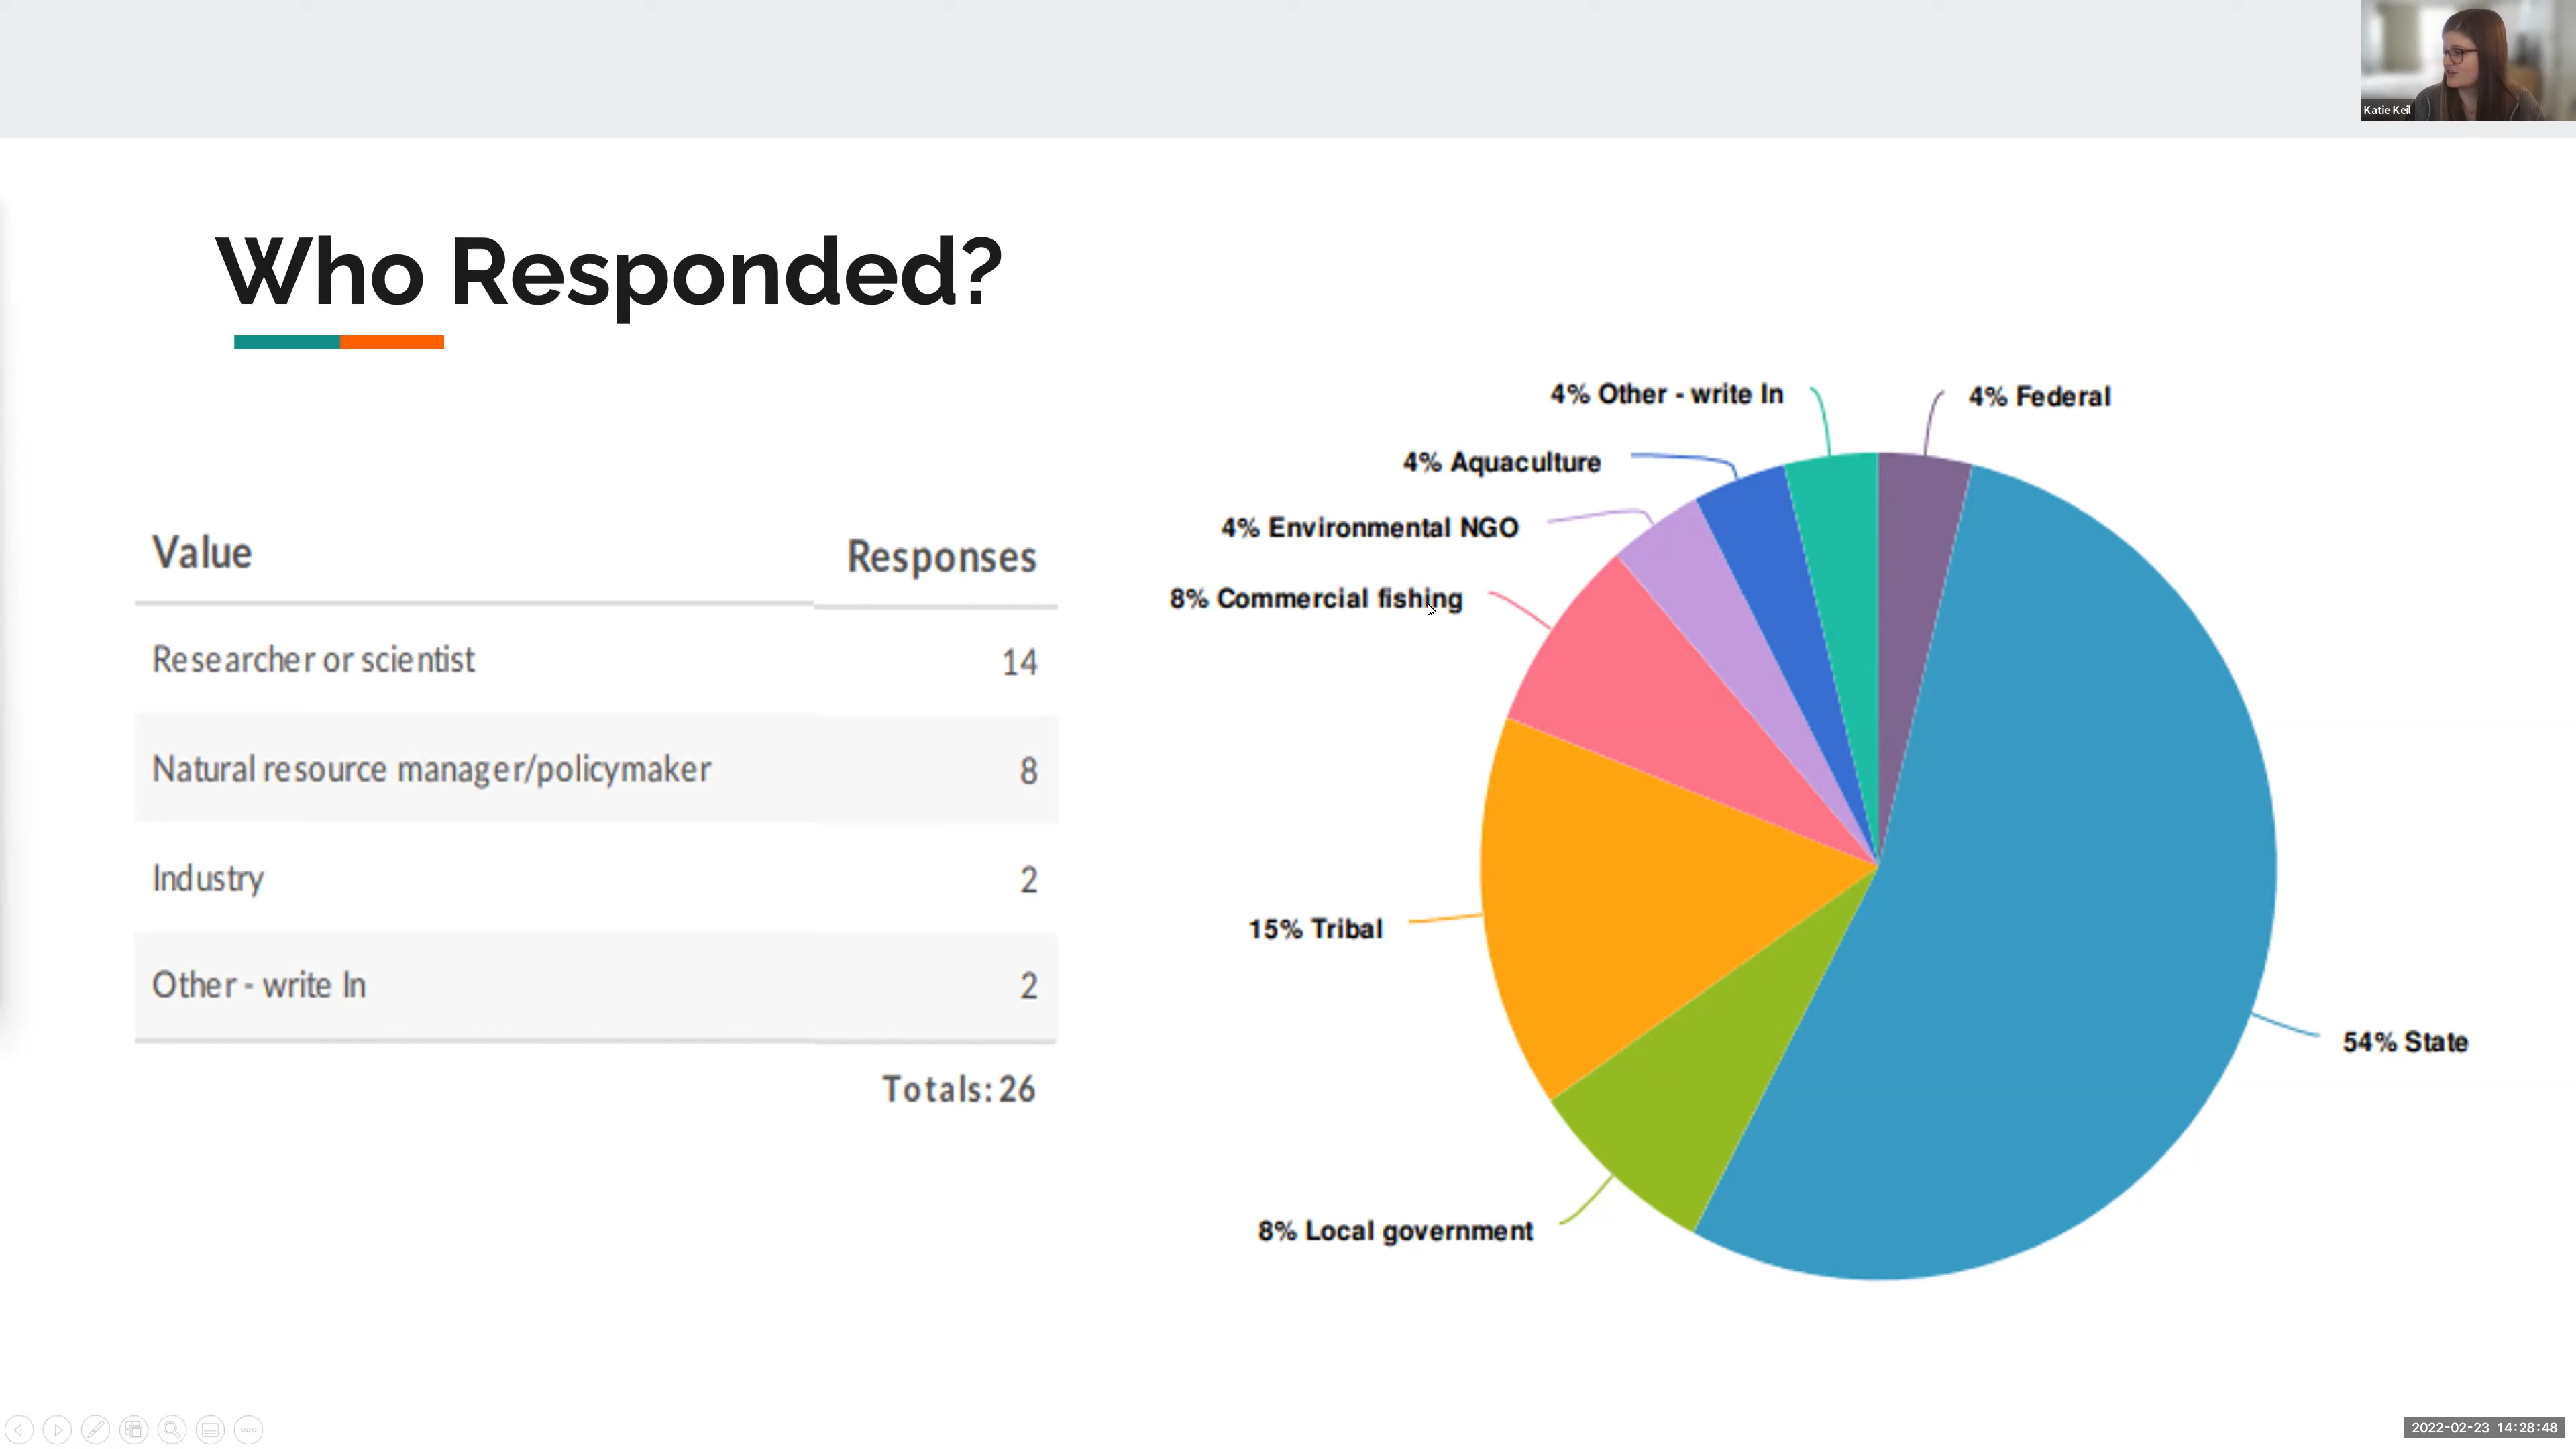 Katie Keil
Who Responded?
Value Responses
Researcher or scientist 14
Natural resource manager/policymaker 8
Industry 2
Other - write In 2
Totals: 26
4% Other - write In
4% Federal
4% Aquaculture
4% Environmental NGO
8% Commercial fishing
15% Tribal
54% State
8% Local government
2022-02-23 14:28:48